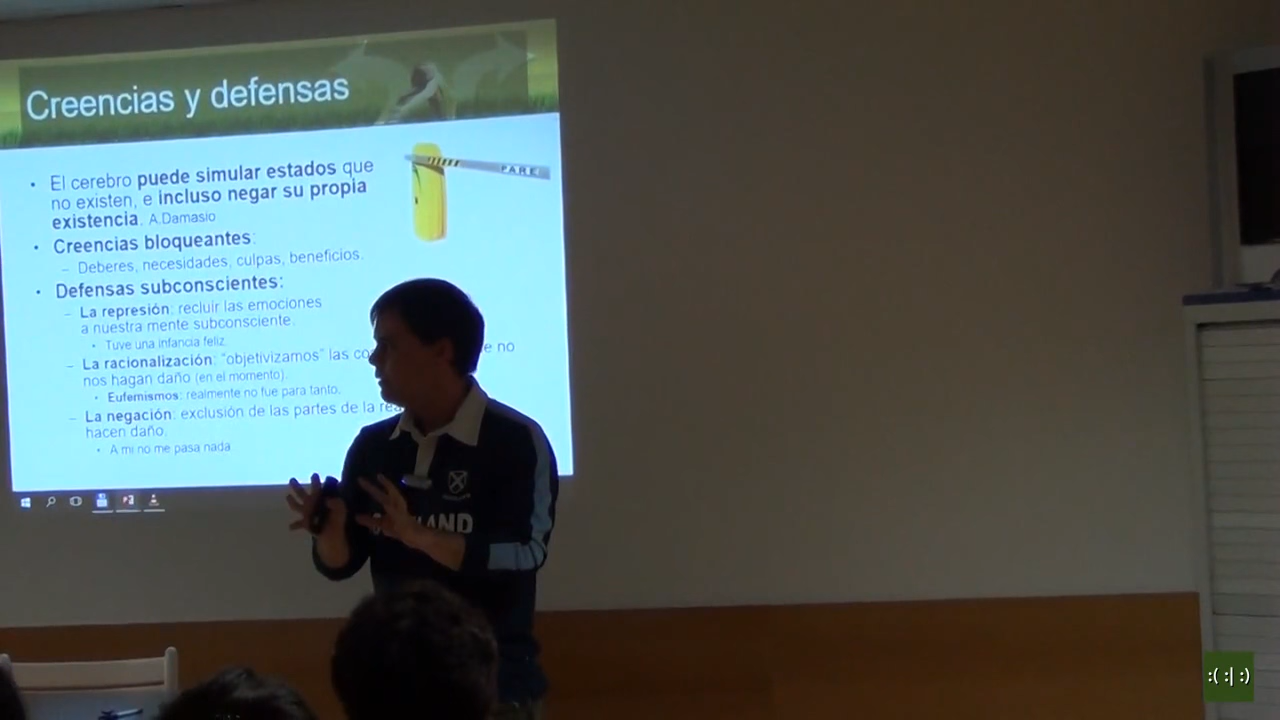 Creencias y defensas
• El cerebro puede simular estados que
no existen, e incluso negar su propia
existencia. A.Damasio
PARE
• Creencias bloqueantes:
– Deberes, necesidades, culpas, beneficios.
• Defensas subconscientes:
– La represión: recluir las emociones
a nuestra mente subconsciente.
• Tuve una infancia feliz.
– La racionalización: "objetivizamos" las no
nos hagan daño (en el momento).
• Eufemismos: realmente no fue para tanto.
– La negación: exclusión de las partes de la
hacen daño.
• A mi no me pasa nada
:( :| :)